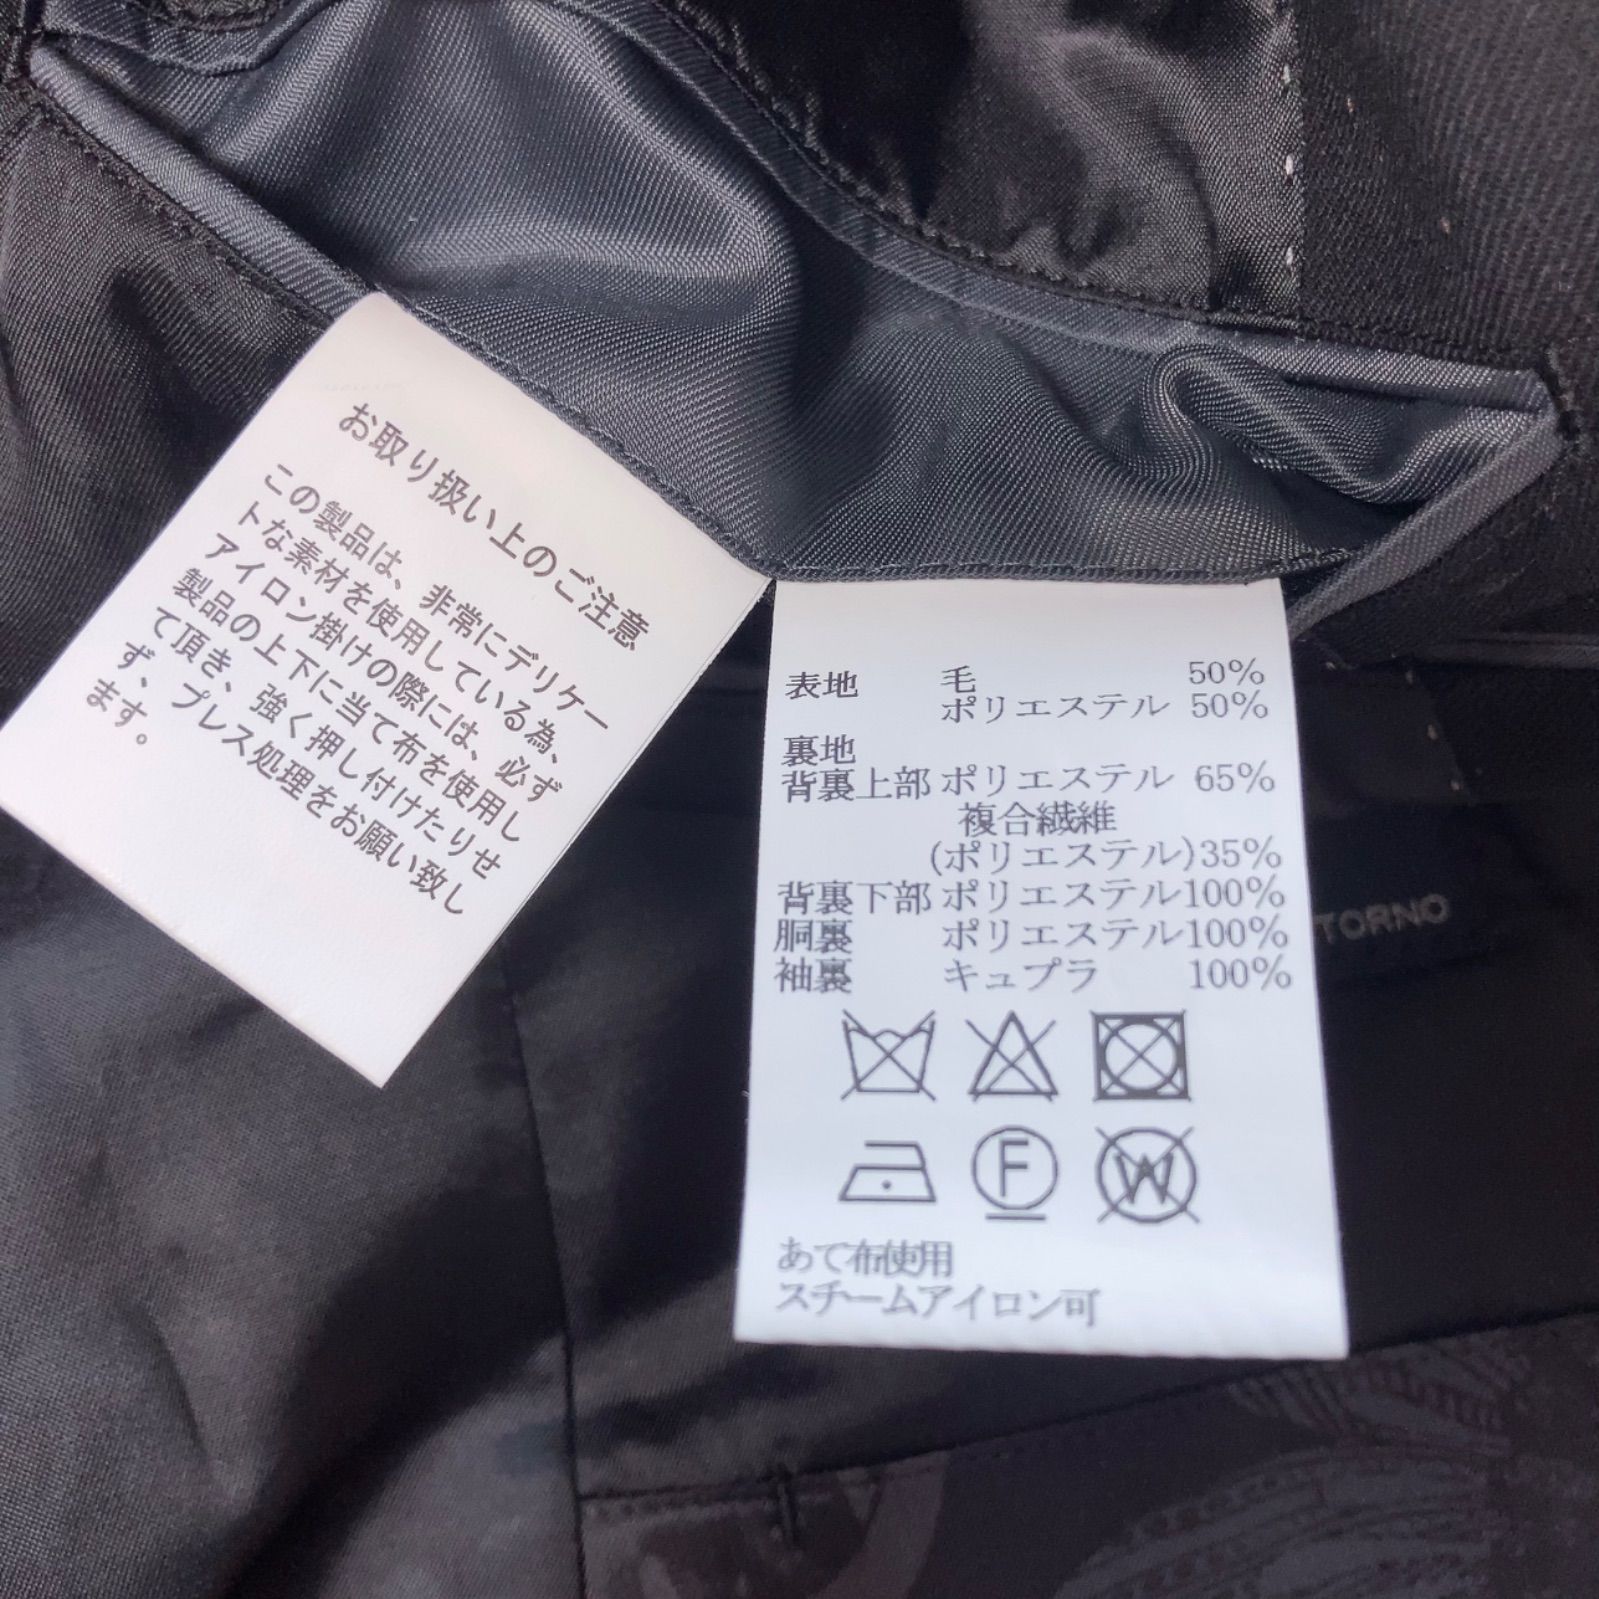 お取り扱い上のご注意
この製品は、非常にデリケー
トな素材を使用している為、
アイロン掛けの際には、必ず
製品の上下に当て布を使用し
て頂き、強く押し付けたりせ
ず、プレス処理をお願い致し
ます。
表地 毛 50%
ポリエステル 50%
裏地
背裏上部 ポリエステル 65%
複合繊維
(ポリエステル)35%
背裏下部 ポリエステル100%
胴裏 ポリエステル100%
袖裏 キュプラ 100%
F
W
あて布使用
スチームアイロン可
TORNO